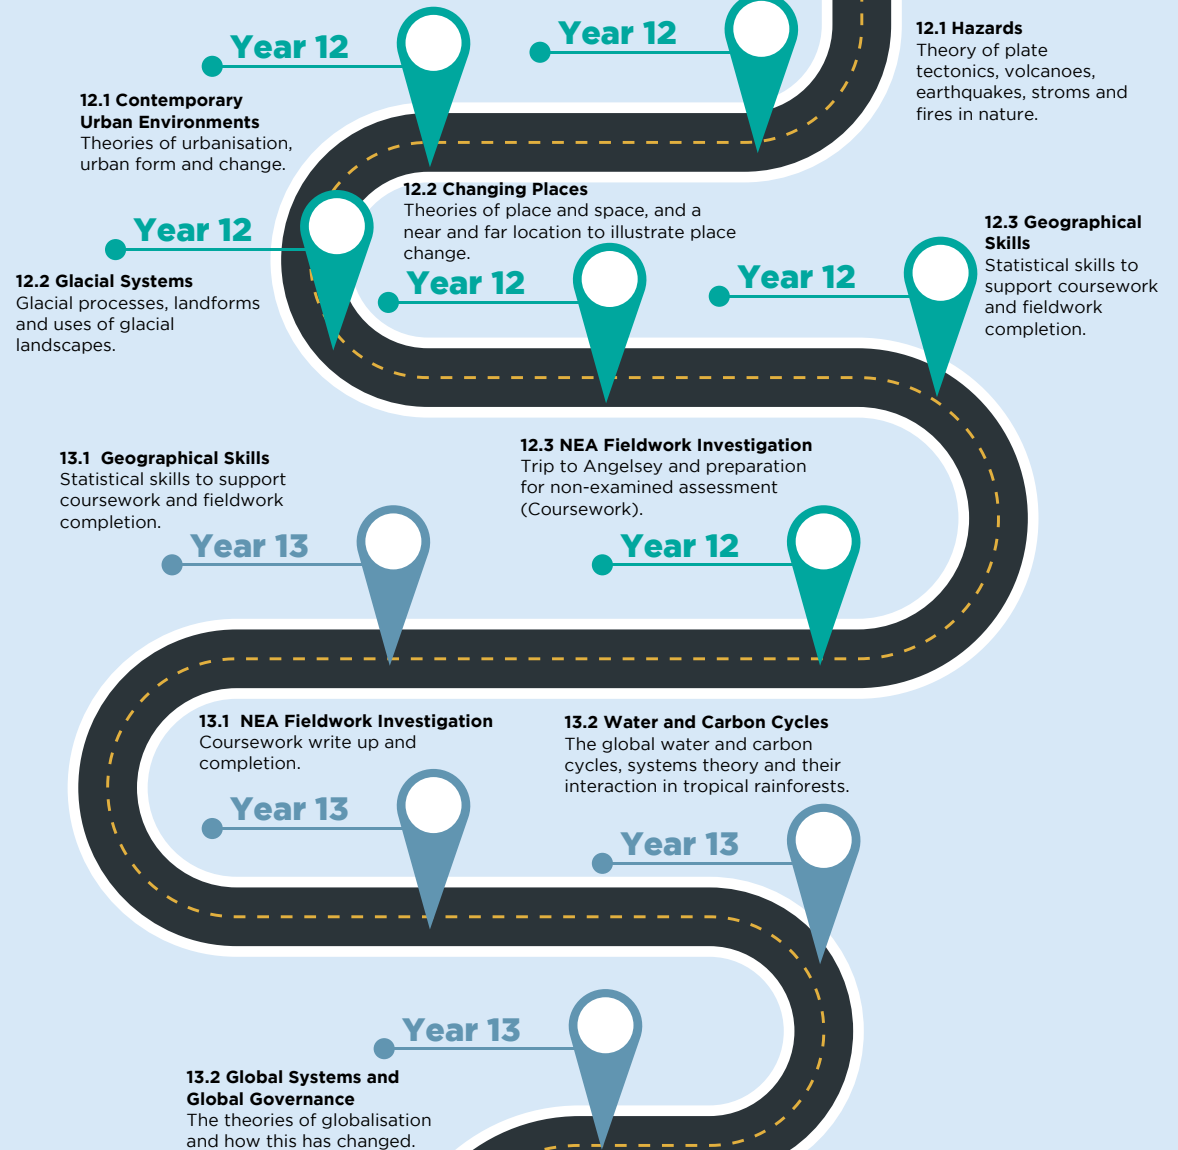 Year 12
12.1 Hazards
Theory of plate
tectonics, volcanoes,
earthquakes, stroms and
fires in nature.
Year 12
12.1 Contemporary
Urban Environments
Theories of urbanisation,
urban form and change.
Year 12
12.2 Glacial Systems
Glacial processes, landforms
and uses of glacial
landscapes.
12.2 Changing Places
Theories of place and space, and a
near and far location to illustrate place
change.
Year 12
Year 12
12.3 Geographical
Skills
Statistical skills to
support coursework
and fieldwork
completion.
12.3 NEA Fieldwork Investigation
Trip to Angelsey and preparation
for non-examined assessment
(Coursework).
Year 12
13.1 Geographical Skills
Statistical skills to support
coursework and fieldwork
completion.
Year 13
13.1 NEA Fieldwork Investigation
Coursework write up and
completion.
Year 13
13.2 Water and Carbon Cycles
The global water and carbon
cycles, systems theory and their
interaction in tropical rainforests.
Year 13
Year 13
13.2 Global Systems and
Global Governance
The theories of globalisation
and how this has changed.